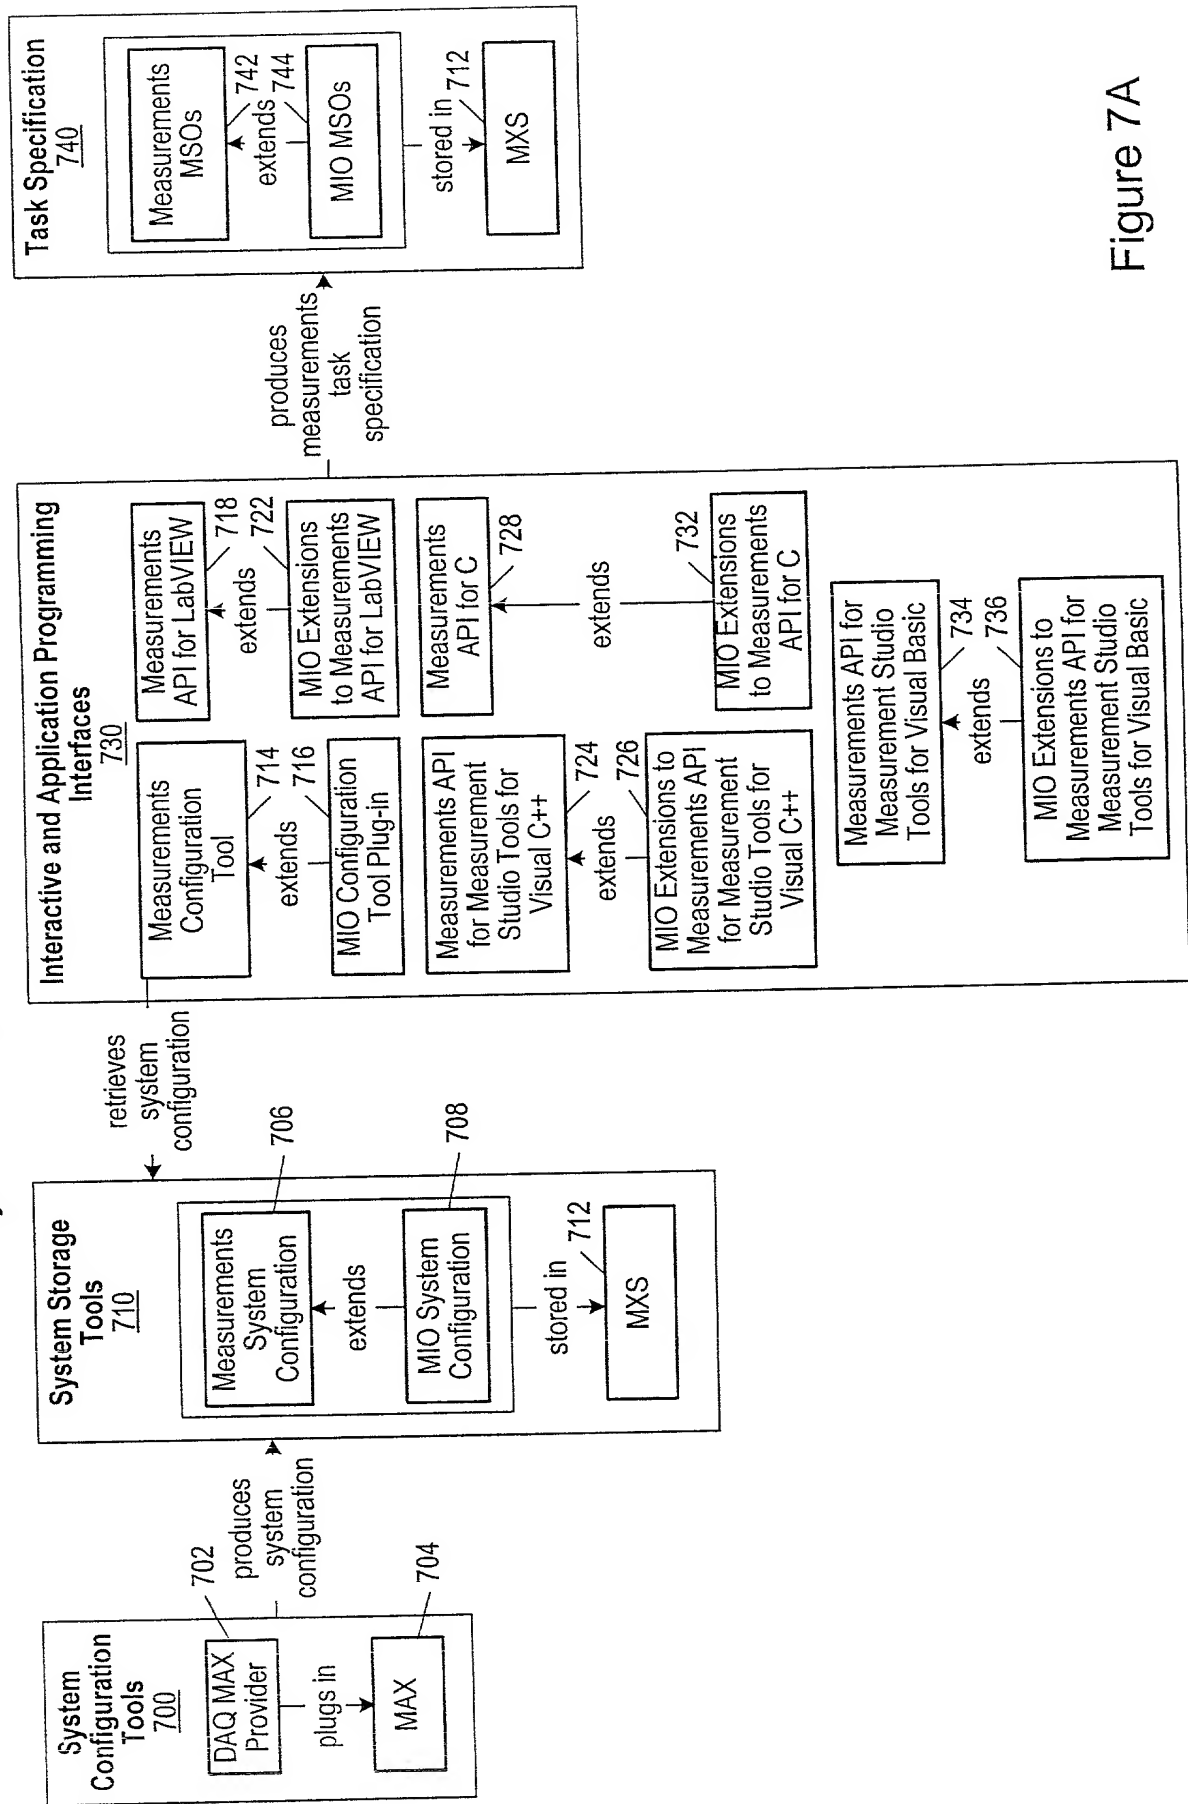 System
Configuration
Tools
700
DAQ MAX
Provider
702
plugs in
MAX
704
produces
system
configuration
System Storage
Tools
710
Measurements
System
Configuration
706
extends
MIO System
Configuration
708
stored in
712
MXS
retrieves
system
configuration
Interactive and Application Programming
Interfaces
730
Measurements
Configuration
Tool
714
extends
716
MIO Configuration
Tool Plug-in
Measurements
API for LabVIEW
718
extends
722
MIO Extensions
to Measurements
API for LabVIEW
Measurements API
for Measurement
Studio Tools for
Visual C++
724
extends
726
MIO Extensions to
Measurements API
for Measurement
Studio Tools for
Visual C++
Measurements
API for C
728
extends
732
MIO Extensions
to Measurements
API for C
Measurements API for
Measurement Studio
Tools for Visual Basic
734
extends
736
MIO Extensions to
Measurements API for
Measurement Studio
Tools for Visual Basic
produces
measurements
task
specification
Task Specification
740
Measurements
MSOs
742
extends
744
MIO MSOs
stored in
712
MXS
Figure 7A